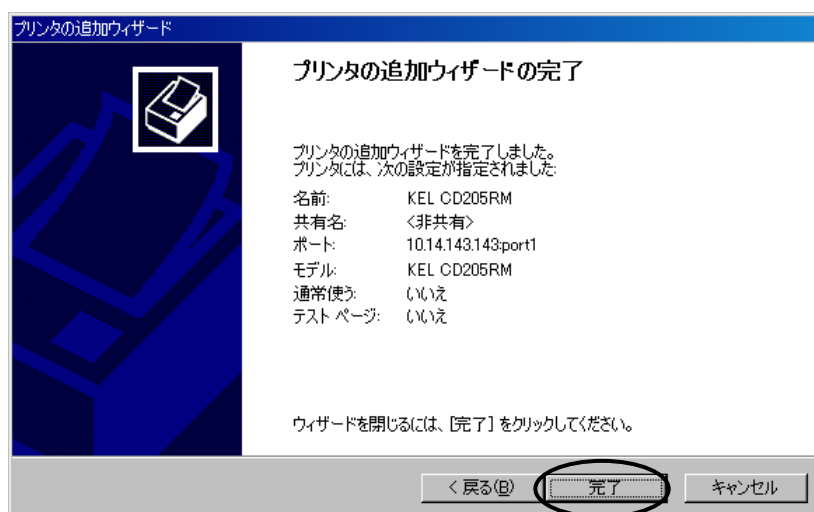 プリンタの追加ウィザード
プリンタの追加ウィザードの完了
プリンタの追加ウィザードを完了しました。
プリンタには、次の設定が指定されました:
名前: KEL CD205RM
共有名: <非共有>
ポート: 10.14.143.143:port1
モデル: KEL CD205RM
通常使う: いいえ
テスト ページ: いいえ
ウィザードを閉じるには、[完了] をクリックしてください。
< 戻る(B) 完了 キャンセル